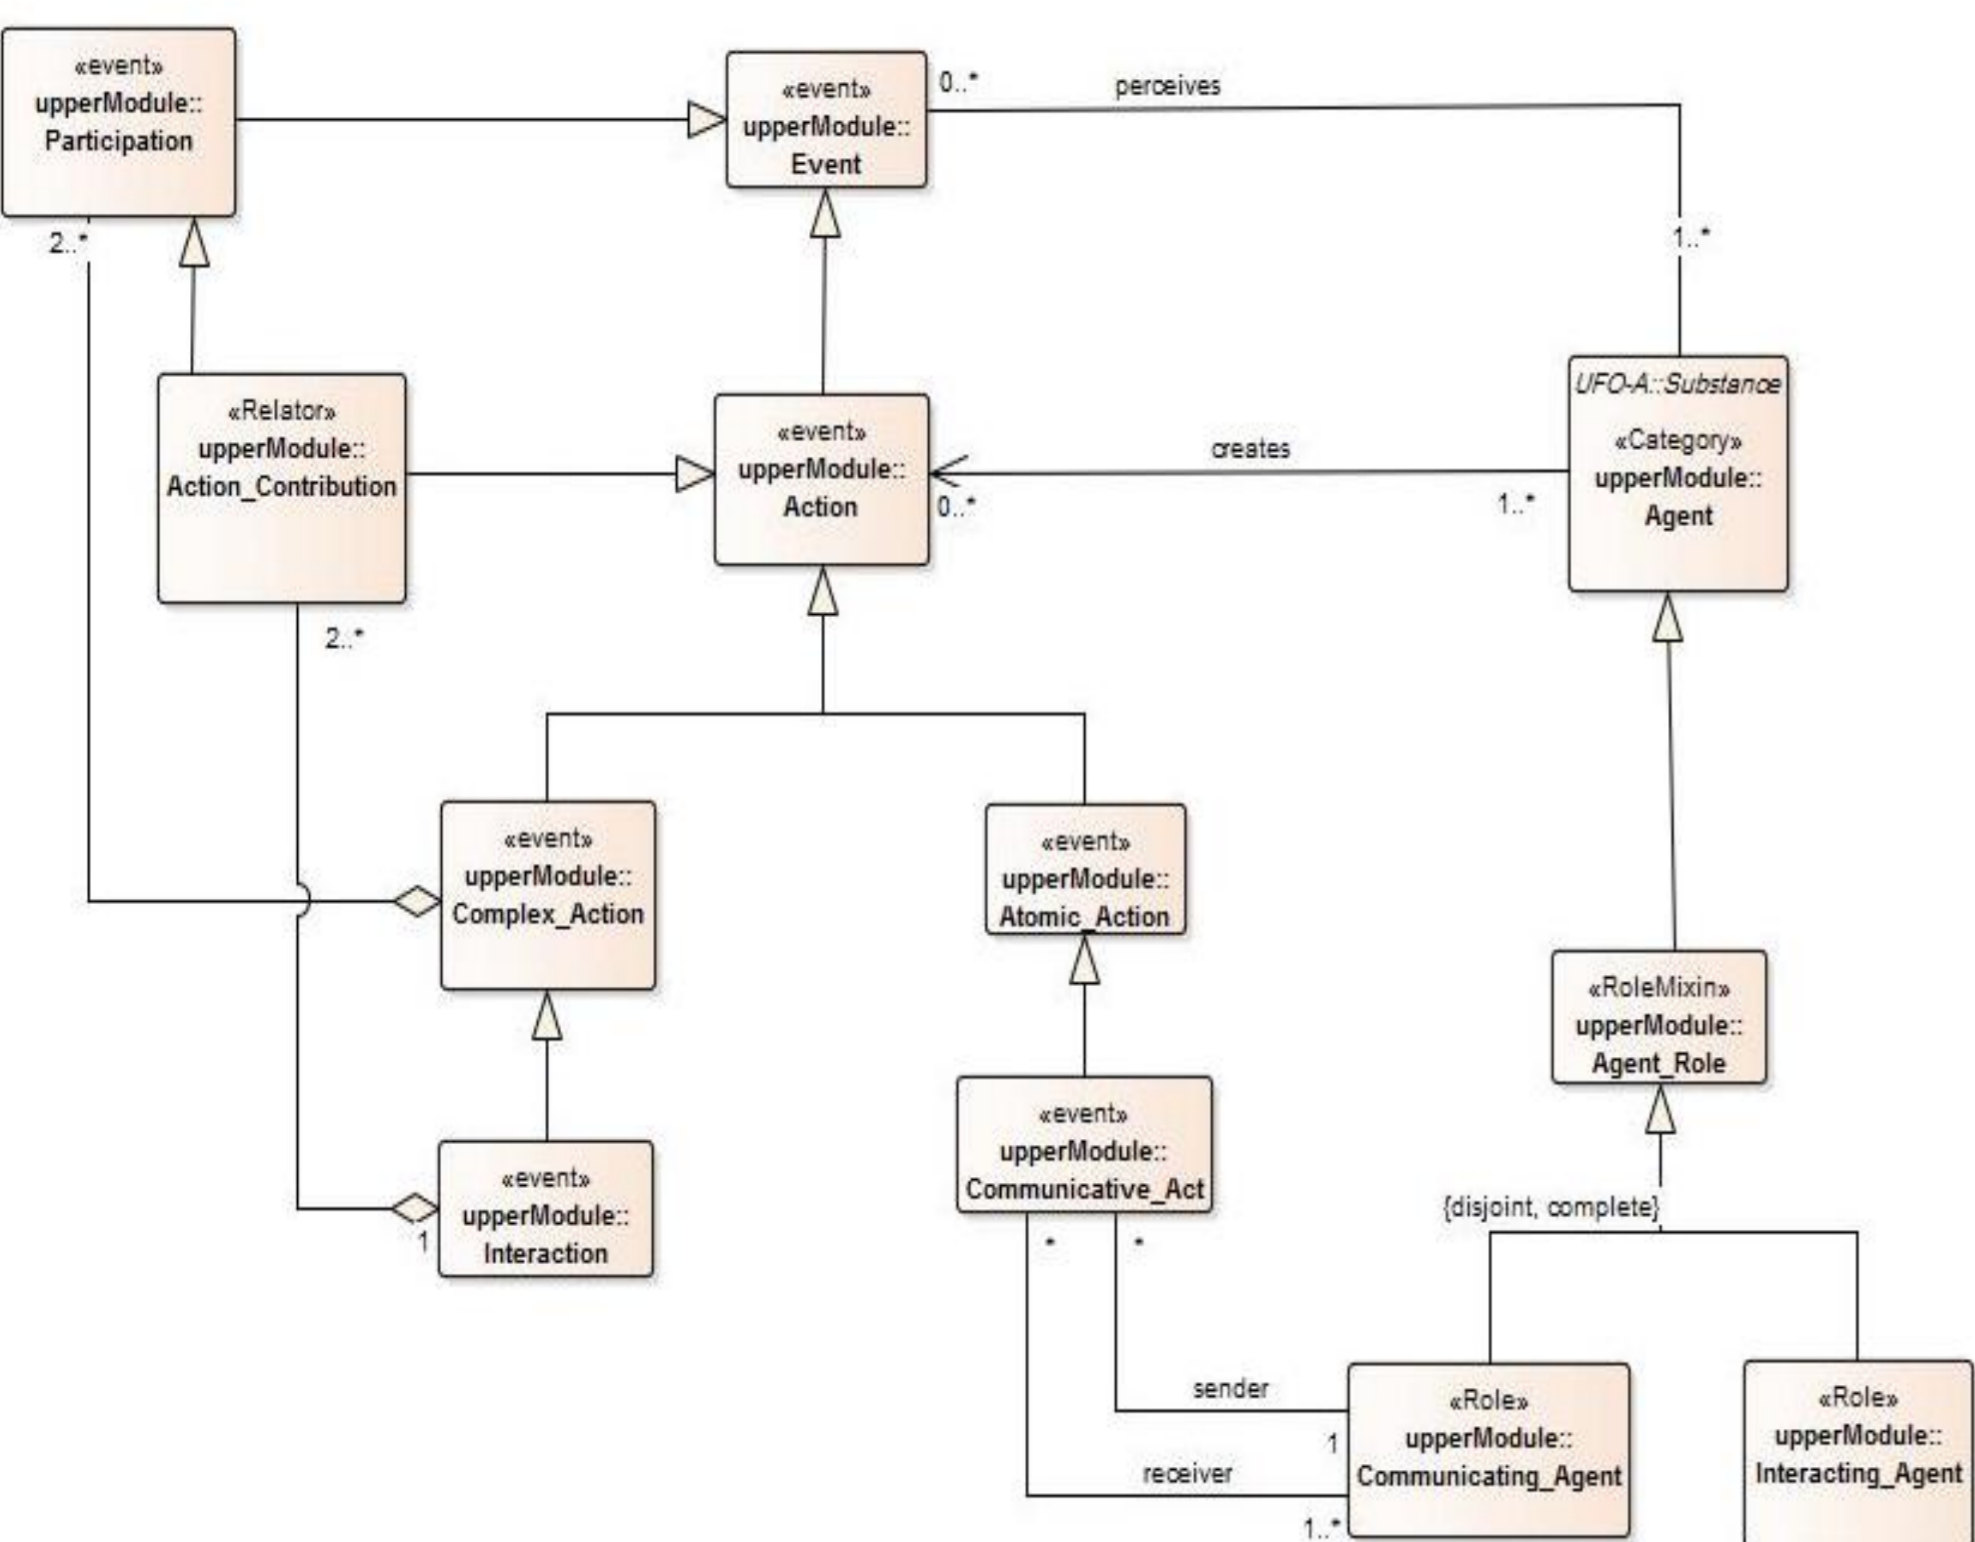 «event»
upperModule::
Participation
«event»
upperModule::
Event
0..*
perceives
2..*
1..*
«Relator»
upperModule::
Action_Contribution
«event»
upperModule::
Action
creates
0..*
1..*
UFO-A::Substance
«Category»
upperModule::
Agent
2..*
«event»
upperModule::
Complex_Action
«event»
upperModule::
Atomic_Action
«RoleMixin»
upperModule::
Agent_Role
«event»
upperModule::
Interaction
1
«event»
upperModule::
Communicative_Act
*
*
{disjoint, complete}
sender
1
receiver
1..*
«Role»
upperModule::
Communicating_Agent
«Role»
upperModule::
Interacting_Agent